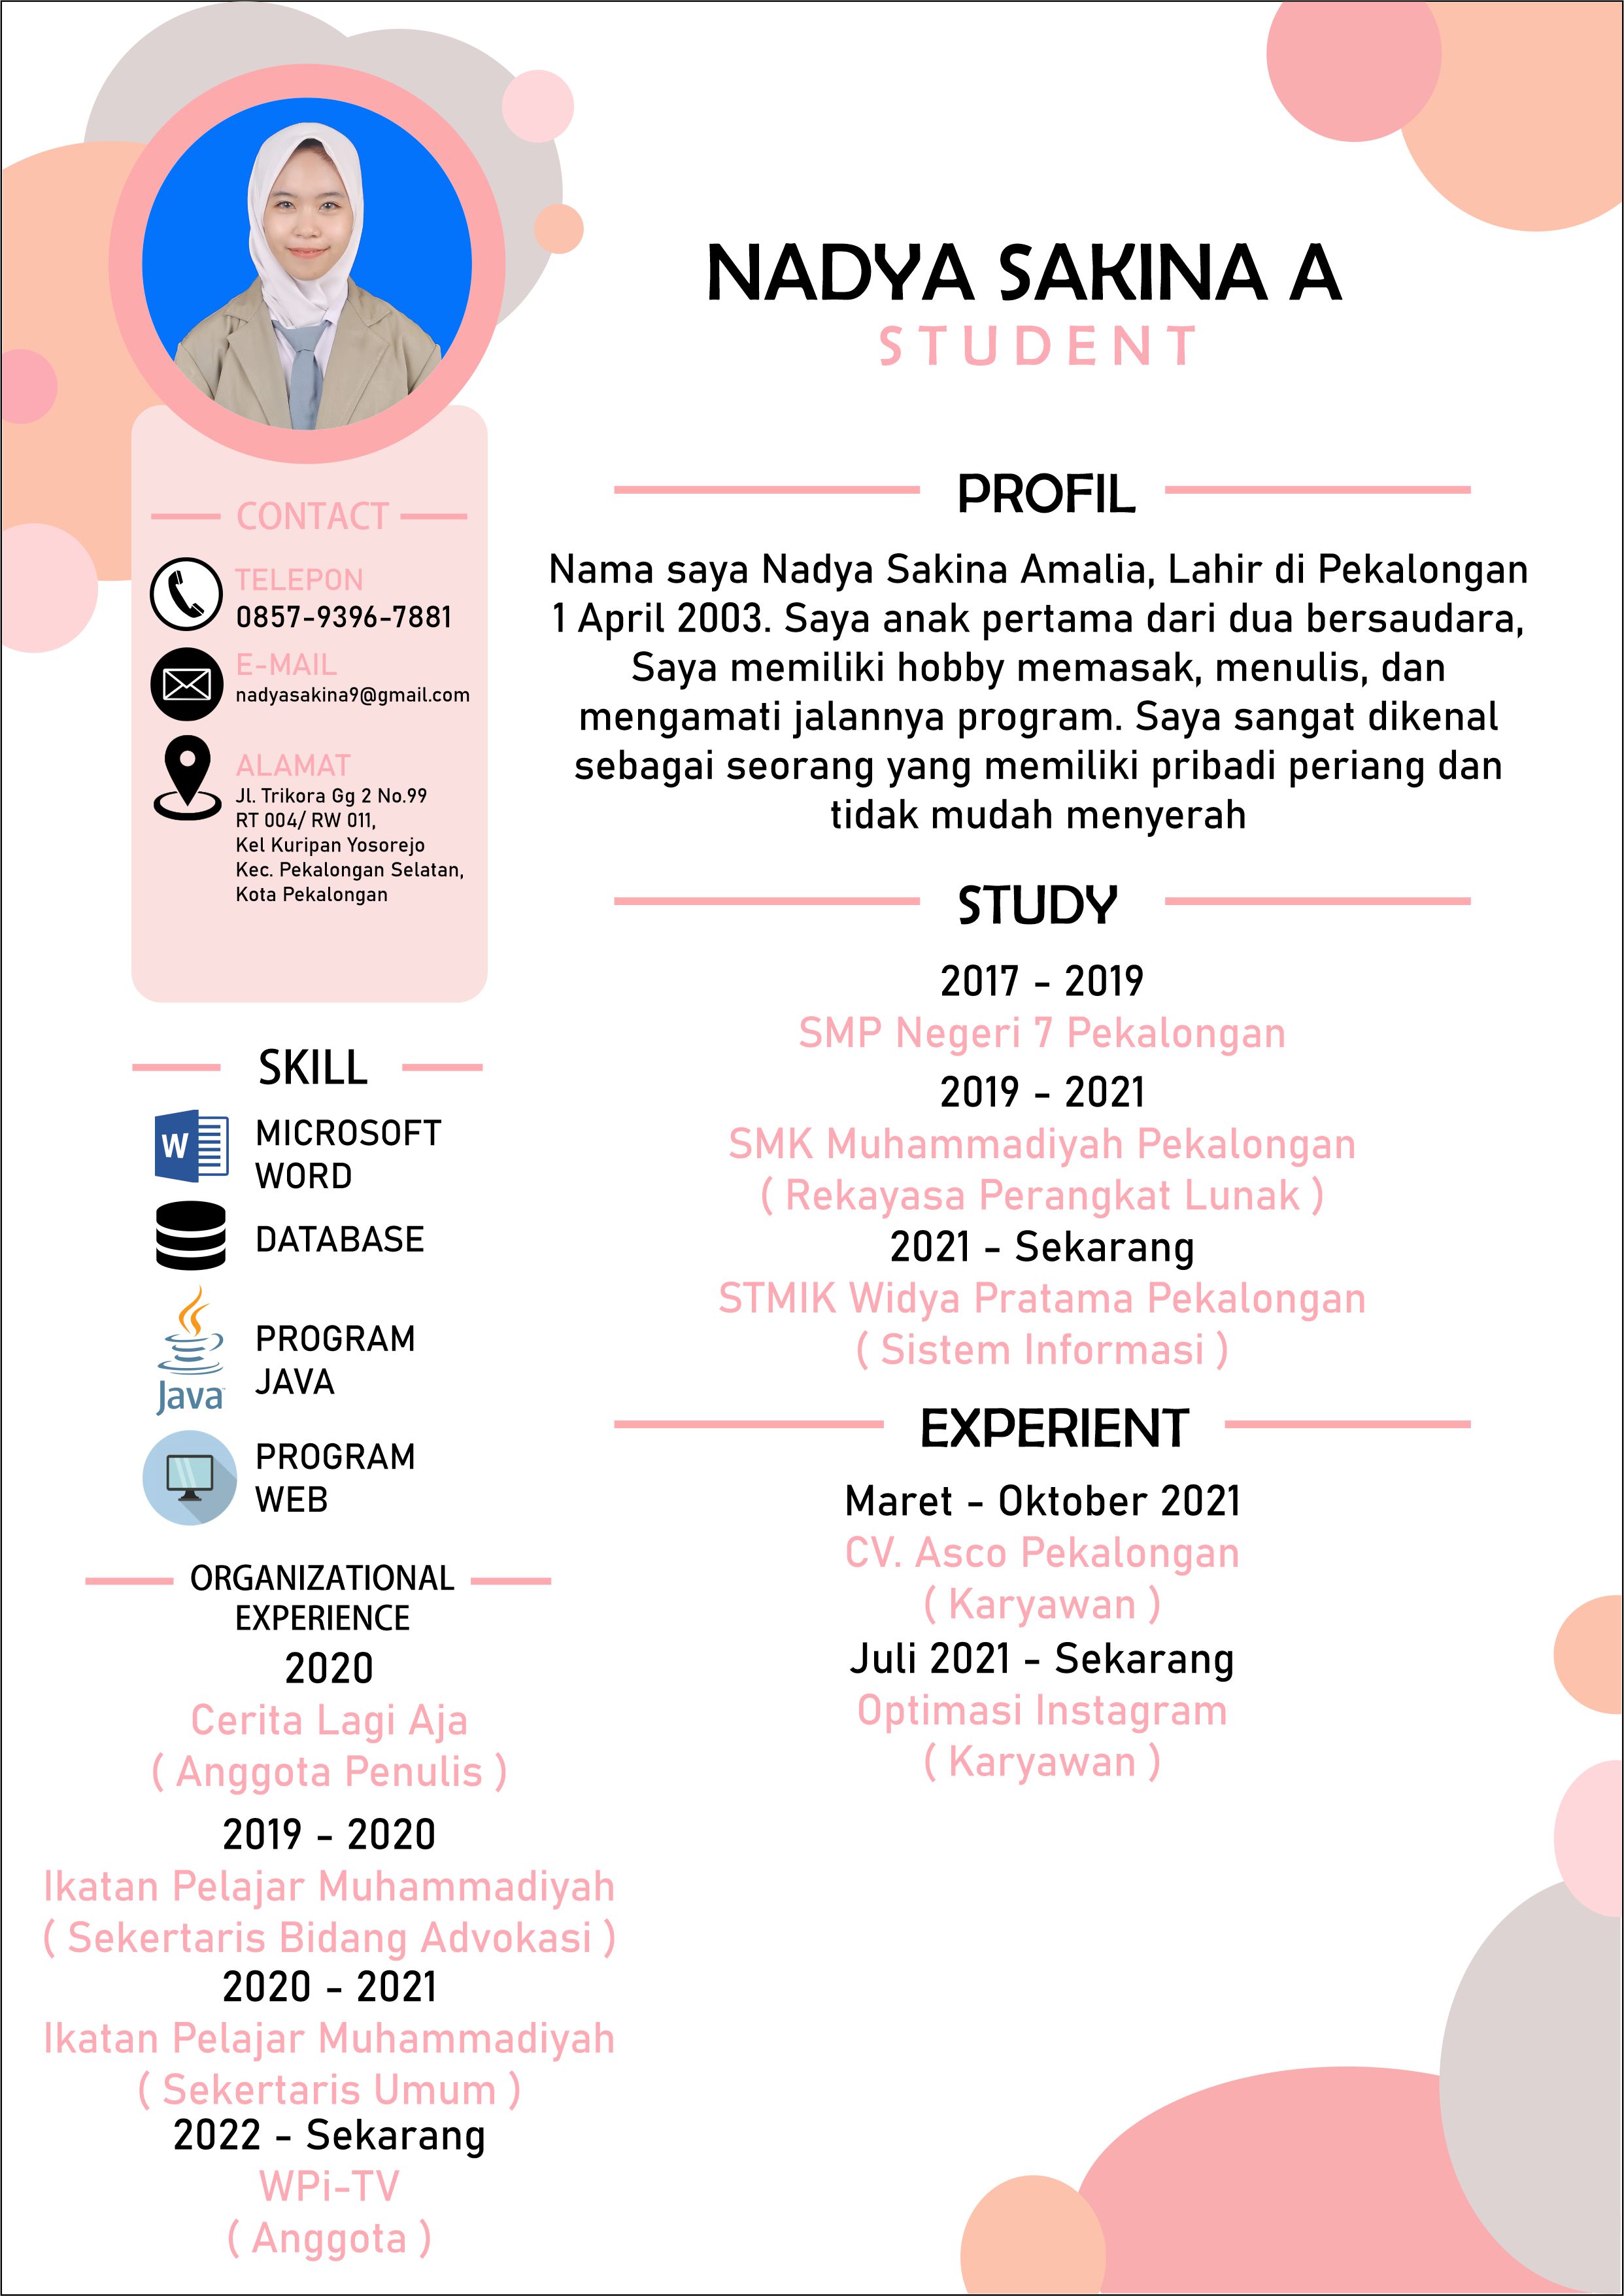 NADYA SAKINA A
STUDENT
CONTACT
TELEPON
0857-9396-7881
E-MAIL
nadyasakina9@gmail.com
ALAMAT
Jl. Trikora Gg 2 No.99
RT 004/ RW 011,
Kel Kuripan Yosorejo
Kec. Pekalongan Selatan,
Kota Pekalongan
SKILL
W
MICROSOFT
WORD
DATABASE
Java
PROGRAM
JAVA
PROGRAM
WEB
ORGANIZATIONAL
EXPERIENCE
2020
Cerita Lagi Aja
( Anggota Penulis )
2019 - 2020
Ikatan Pelajar Muhammadiyah
( Sekertaris Bidang Advokasi )
2020 - 2021
Ikatan Pelajar Muhammadiyah
( Sekertaris Umum )
2022 - Sekarang
WPi-TV
( Anggota )
PROFIL
Nama saya Nadya Sakina Amalia, Lahir di Pekalongan
1 April 2003. Saya anak pertama dari dua bersaudara,
Saya memiliki hobby memasak, menulis, dan
mengamati jalannya program. Saya sangat dikenal
sebagai seorang yang memiliki pribadi periang dan
tidak mudah menyerah
STUDY
2017 - 2019
SMP Negeri 7 Pekalongan
2019 - 2021
SMK Muhammadiyah Pekalongan
( Rekayasa Perangkat Lunak )
2021 - Sekarang
STMIK Widya Pratama Pekalongan
( Sistem Informasi )
EXPERIENT
Maret - Oktober 2021
CV. Asco Pekalongan
( Karyawan )
Juli 2021 - Sekarang
Optimasi Instagram
( Karyawan )